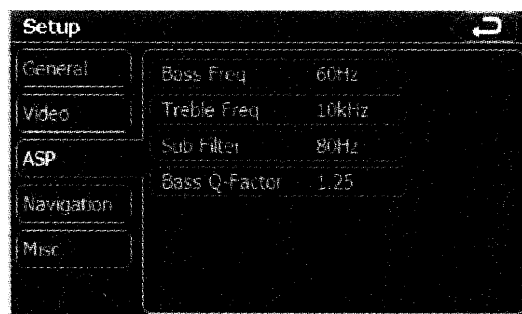 Setup
General
Video
ASP
Navigation
Misc
Bass Freq 60Hz
Treble Freq 10kHz
Sub Filter 80Hz
Bass Q-Factor 1.25